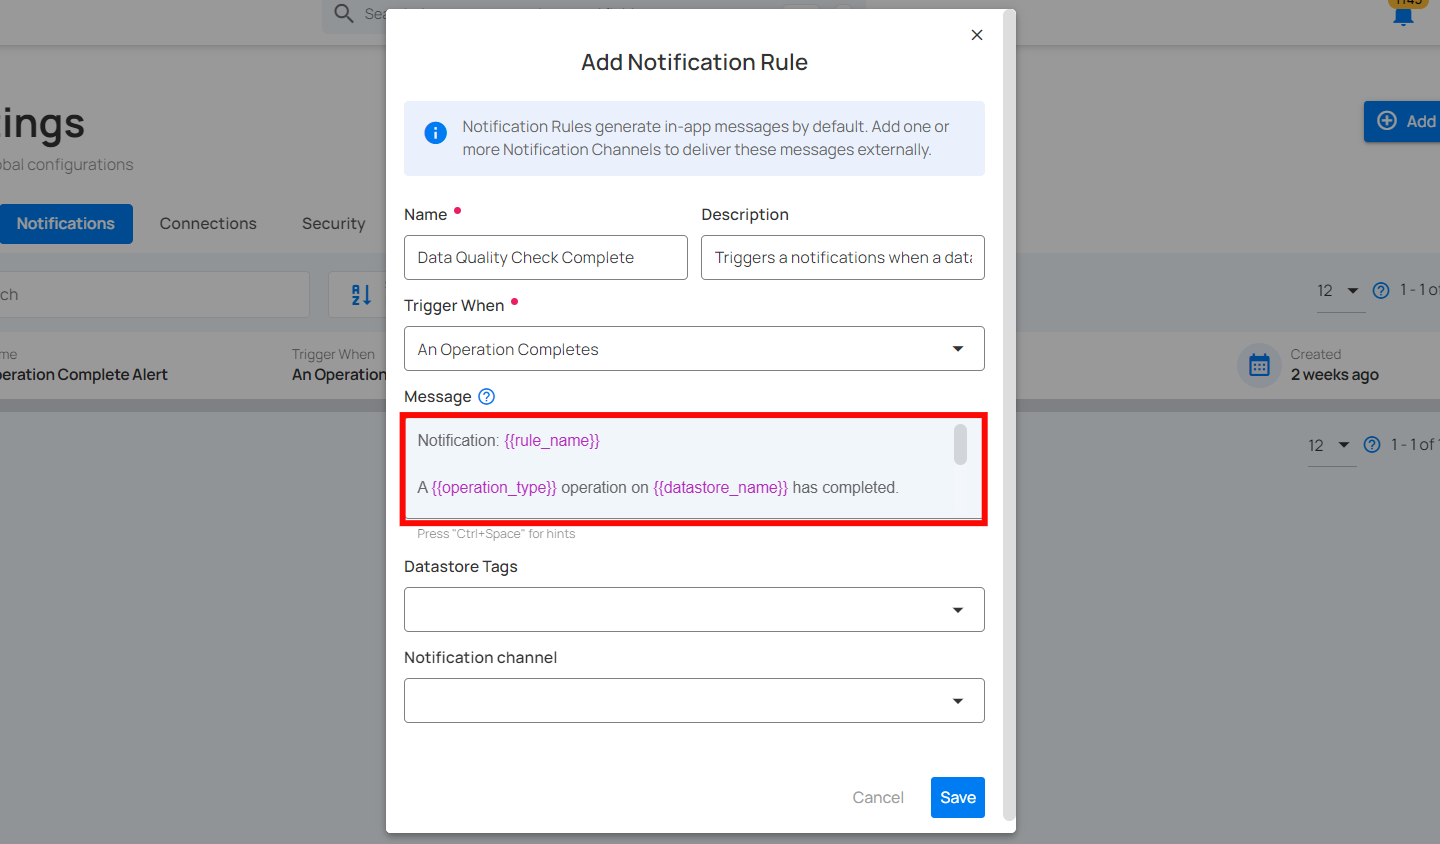 1145
Add Notification Rule
Notification Rules generate in-app messages by default. Add one or
more Notification Channels to deliver these messages externally.
ings
obal configurations
Add
Notifications
Connections
Security
Name
Description
Data Quality Check Complete
Triggers a notifications when a data
Trigger When
An Operation Completes
ch
A
Z
12
1 - 1 of
me
eration Complete Alert
Trigger When
An Operation
Created
2 weeks ago
Message
Notification: {{rule_name}}
A {{operation_type}} operation on {{datastore_name}} has completed.
Press "Ctrl+Space" for hints
12
1 - 1 of
Datastore Tags
Notification channel
Cancel
Save